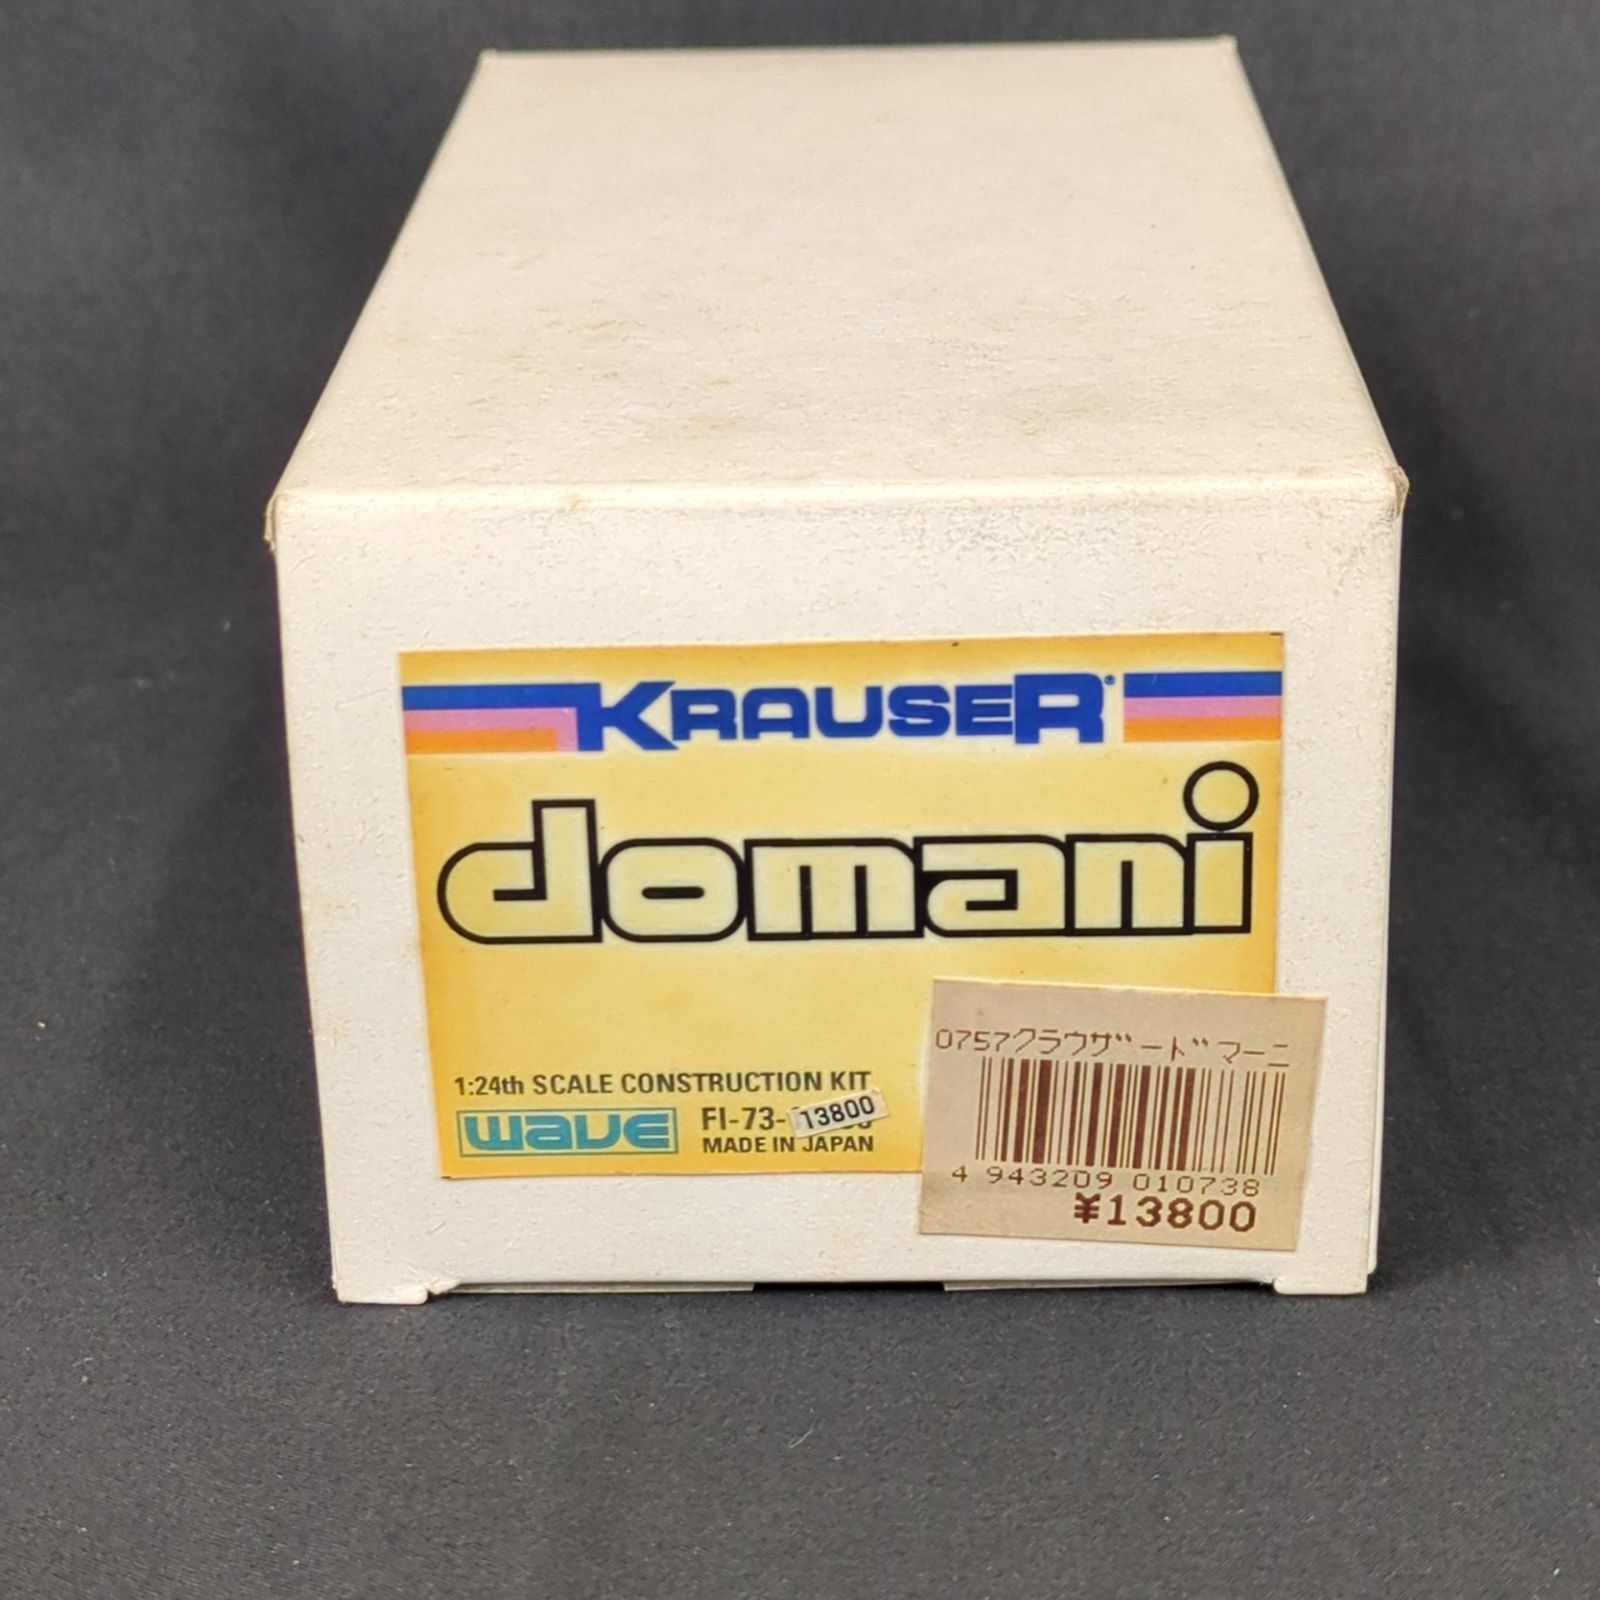 KRAUSER®
domani
1:24th SCALE CONSTRUCTION KIT
wave
FI-73-13800
MADE IN JAPAN
0757クラウザードマーニ
4 943209 010738
¥13800